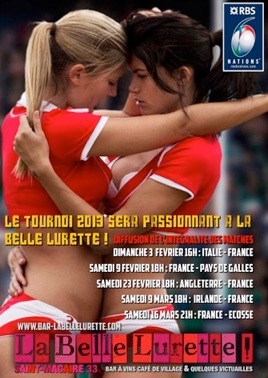 RBS
6
NATIONS
rbs6nations.com
LE TOURNOI 2013 SERA PASSIONNANT A LA
BELLE LURETTE ! DIFFUSION DE L'INTEGRALITE DES MATCHES
DIMANCHE 3 FEVRIER 16H : ITALIE - FRANCE
SAMEDI 9 FEVRIER 18H : FRANCE - PAYS DE GALLES
SAMEDI 23 FEVRIER 18H : ANGLETERRE - FRANCE
SAMEDI 9 MARS 18H : IRLANDE - FRANCE
SAMEDI 16 MARS 21H : FRANCE - ECOSSE
WWW.BAR-LABELLELURETTE.COM
La Belle Lurette !
SAINT-MACAIRE 33 BAR À VINS CAFÉ DE VILLAGE & QUELQUES VICTUAILLES